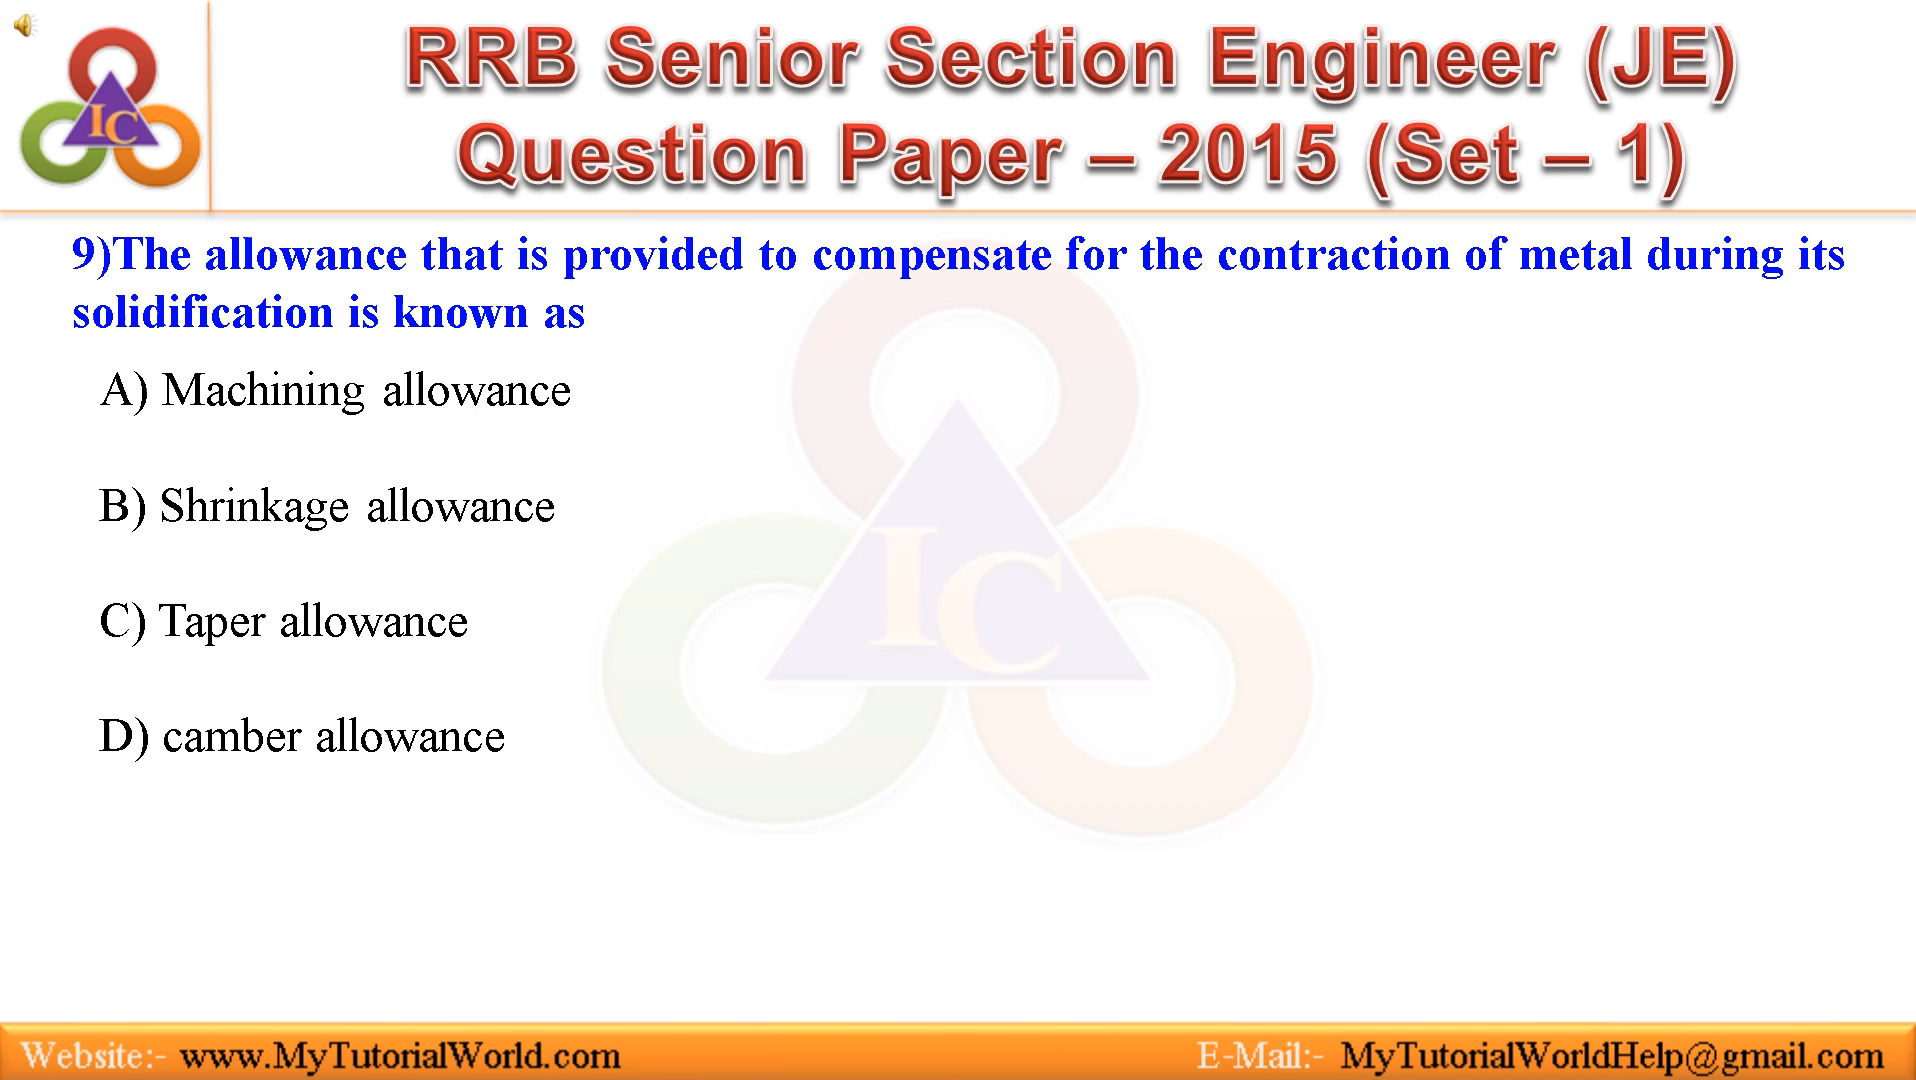 RRB Senior Section Engineer (JE)
Question Paper – 2015 (Set – 1)
IC
9)The allowance that is provided to compensate for the contraction of metal during its
solidification is known as
A) Machining allowance
B) Shrinkage allowance
C) Taper allowance
D) camber allowance
IC
Website:- www.MyTutorialWorld.com E-Mail:- MyTutorialWorldHelp@gmail.com